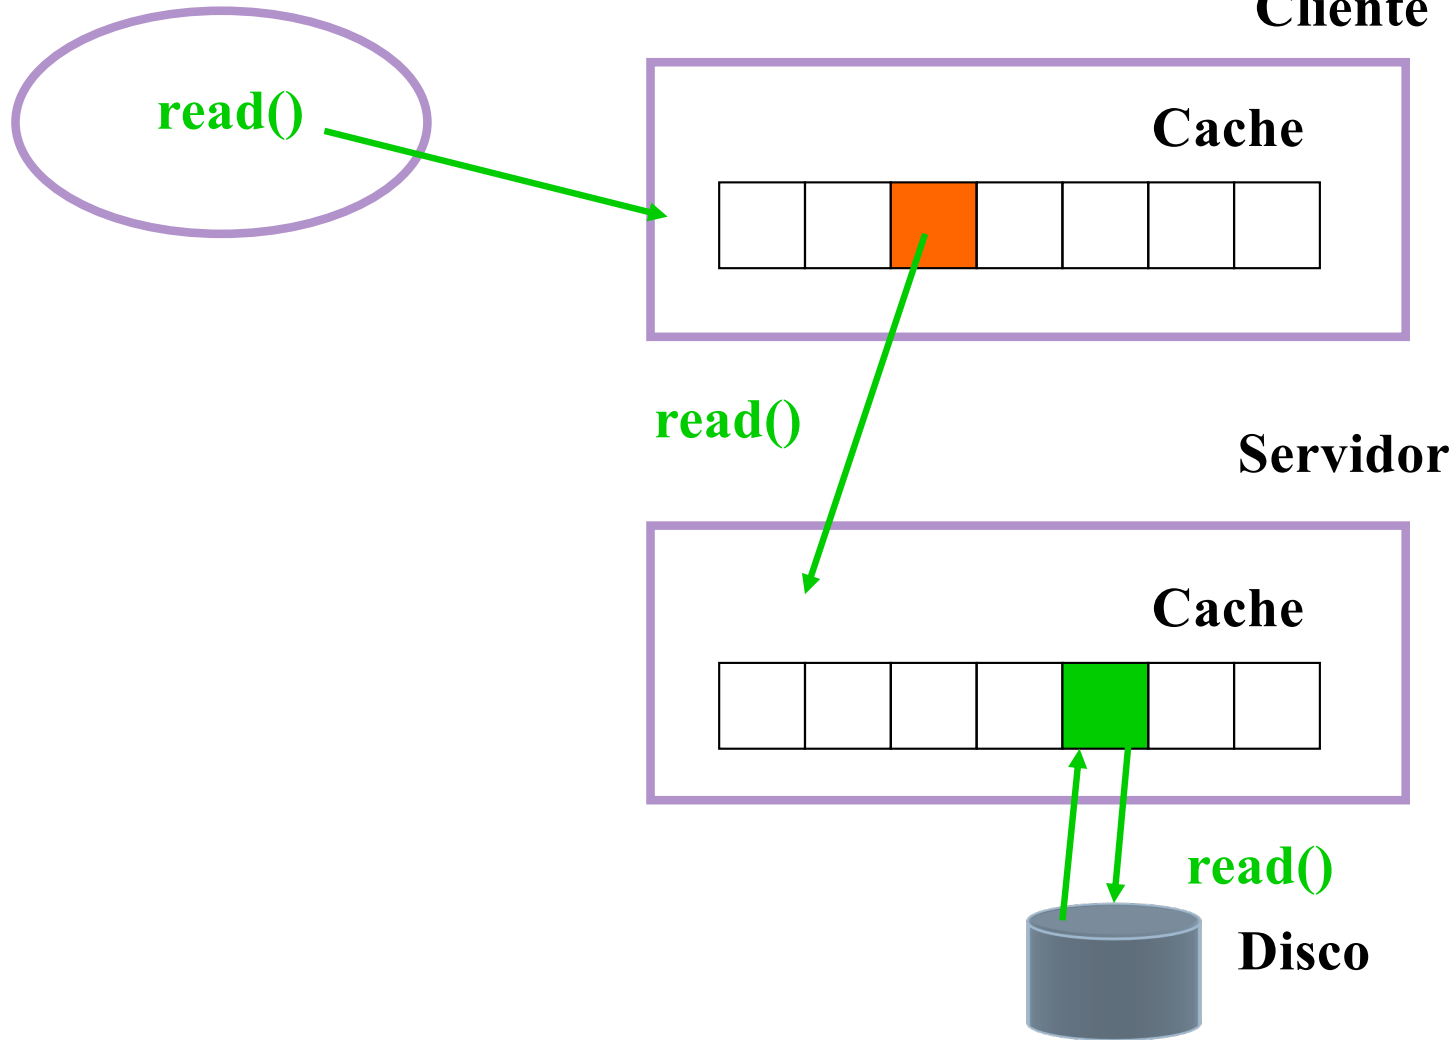 Cliente
read()
Cache
read()
Servidor
Cache
read()
Disco